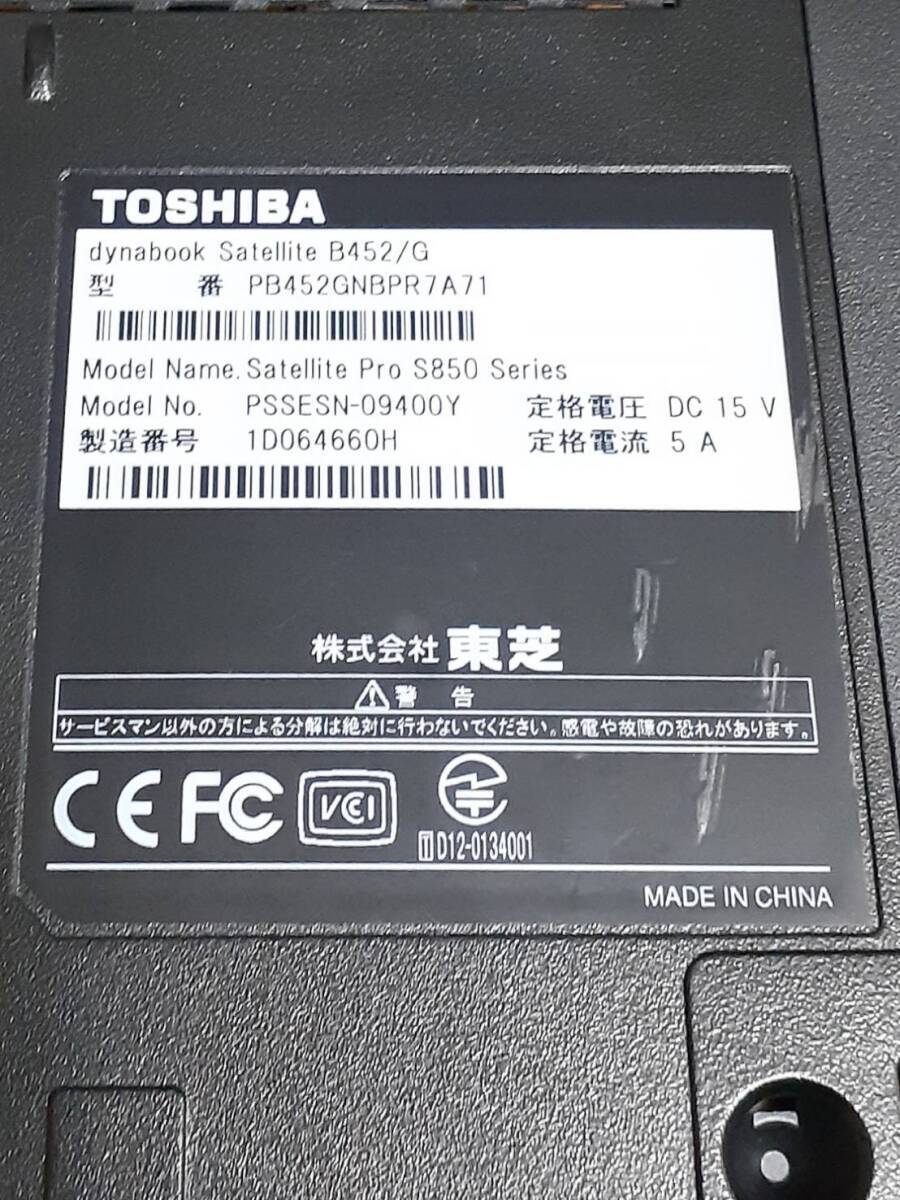 TOSHIBA
dynabook Satellite B452/G
型 番 PB452GNBPR7A71
Model Name. Satellite Pro S850 Series
Model No. PSSESN-09400Y 定格電圧 DC 15 V
製造番号 1D064660H 定格電流 5 A
株式会社 東芝
警 告
サービスマン以外の方による分解は絶対に行わないでください。感電や故障の恐れがあります。
CE FC VCI
T D12-0134001
MADE IN CHINA